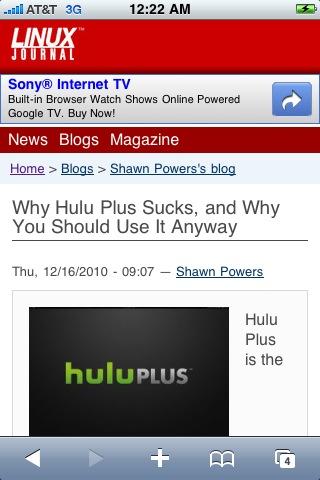 AT&T 3G 12:22 AM
LINUX
JOURNAL™
Sony® Internet TV
Built-in Browser Watch Shows Online Powered
Google TV. Buy Now!
News Blogs Magazine
Home > Blogs > Shawn Powers's blog
Why Hulu Plus Sucks, and Why
You Should Use It Anyway
Thu, 12/16/2010 - 09:07 — Shawn Powers
huluPLUS™
Hulu
Plus
is the
4